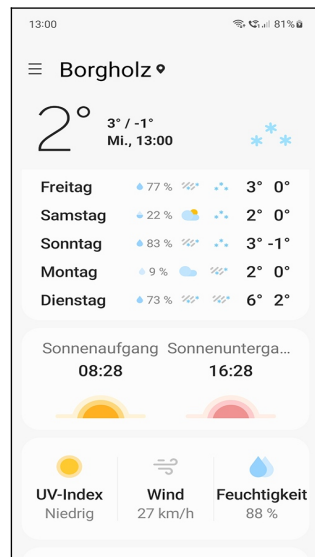 13:00 81%
Borgholz
2° 3° / -1°
Mi., 13:00
Freitag 77 % 3° 0°
Samstag 22 % 2° 0°
Sonntag 83 % 3° -1°
Montag 9 % 2° 0°
Dienstag 73 % 6° 2°
Sonnenaufgang Sonnenunterga...
08:28 16:28
UV-Index Wind Feuchtigkeit
Niedrig 27 km/h 88 %